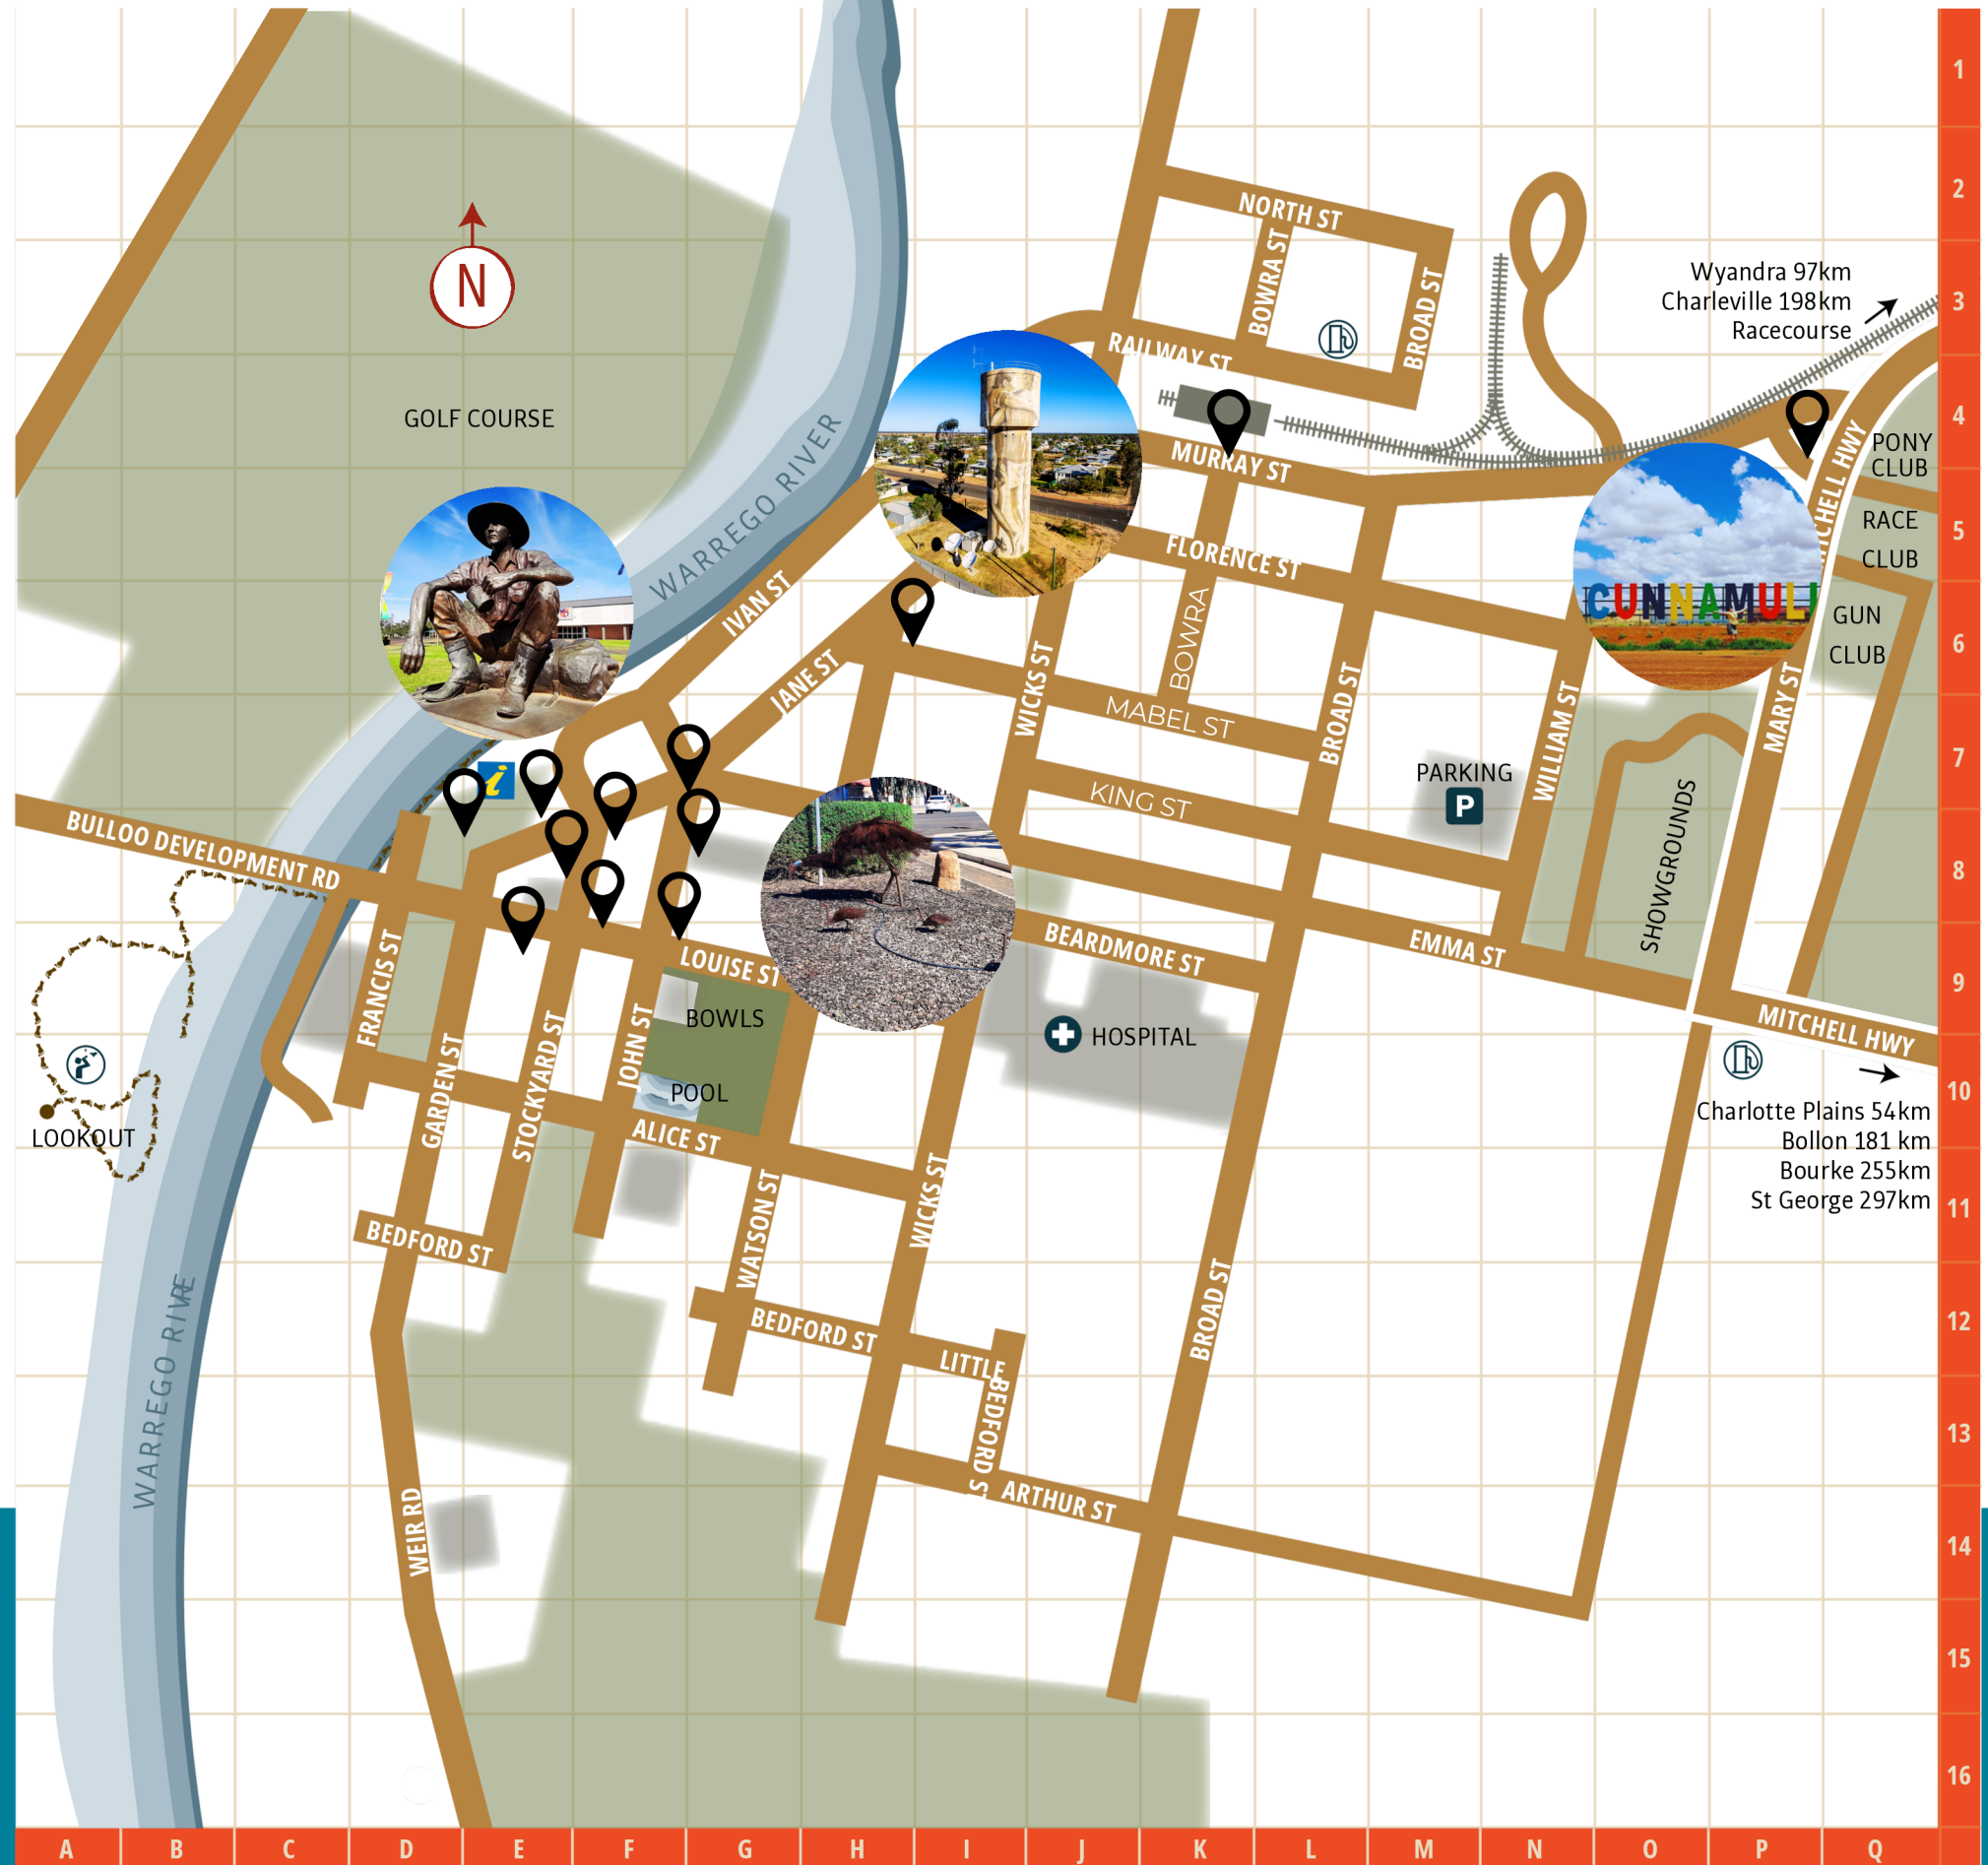 1
2
NORTH ST
BOWRA ST
BROAD ST
Wyandra 97km
Charleville 198km
Racecourse
3
N
RAILWAY ST
GOLF COURSE
4
WARREGO RIVER
MURRAY ST
MITCHELL HWY
PONY
CLUB
RACE
CLUB
5
FLORENCE ST
IVAN ST
BOWRA
CUNNAMUL
GUN
CLUB
6
JANE ST
WICKS ST
MABEL ST
BROAD ST
WILLIAM ST
MARY ST
7
i
KING ST
PARKING
P
SHOWGROUNDS
BULLOO DEVELOPMENT RD
8
FRANCIS ST
LOUISE ST
BEARDMORE ST
EMMA ST
9
BOWLS
HOSPITAL
MITCHELL HWY
GARDEN ST
STOCKYARD ST
JOHN ST
POOL
10
LOOKOUT
ALICE ST
Charlotte Plains 54km
Bollon 181 km
Bourke 255km
St George 297km
11
BEDFORD ST
WATSON ST
WICKS ST
WARREGO RIVRE
BEDFORD ST
LITTLE
BEDFORD ST
BROAD ST
12
13
WEIR RD
ARTHUR ST
14
15
16
A B C D E F G H I J K L M N O P Q